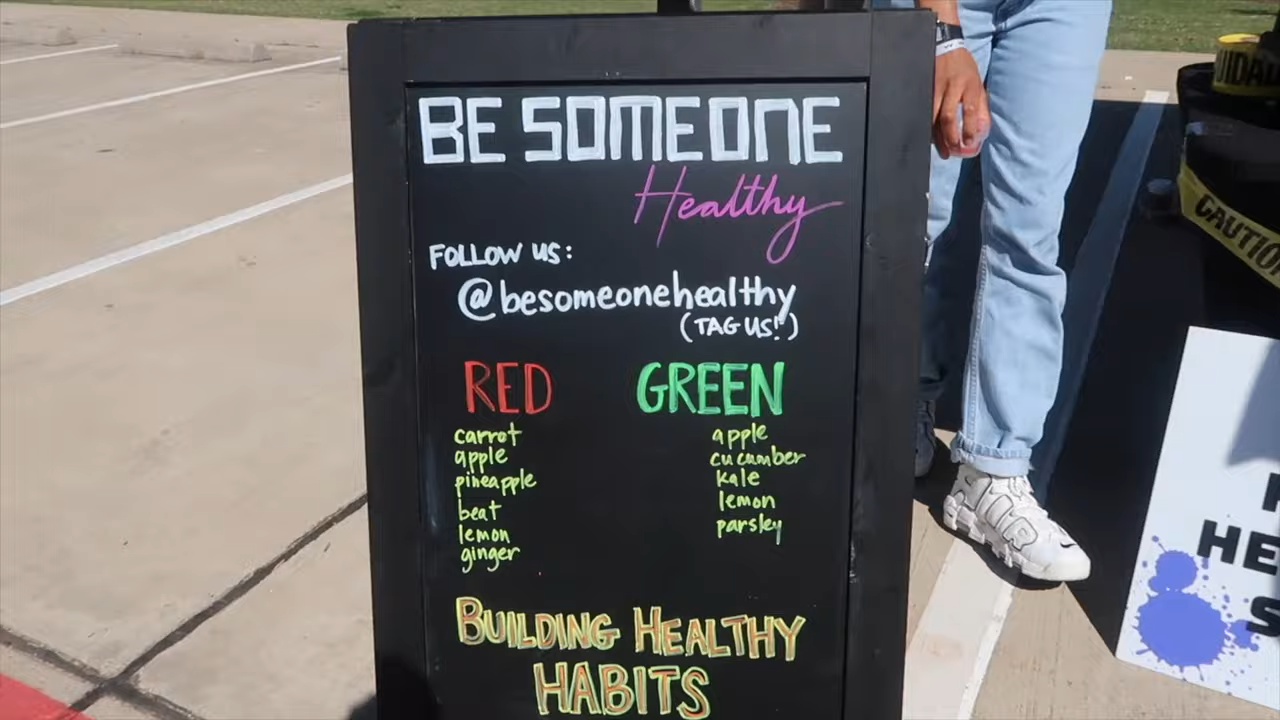 BE SOMEONE
Healthy
FOLLOW US:
@besomeonehealthy
(TAG US!)
RED
carrot
apple
pineapple
beat
lemon
ginger
GREEN
apple
cucumber
kale
lemon
parsley
BUILDING HEALTHY
HABITS
CAUTION
AIR